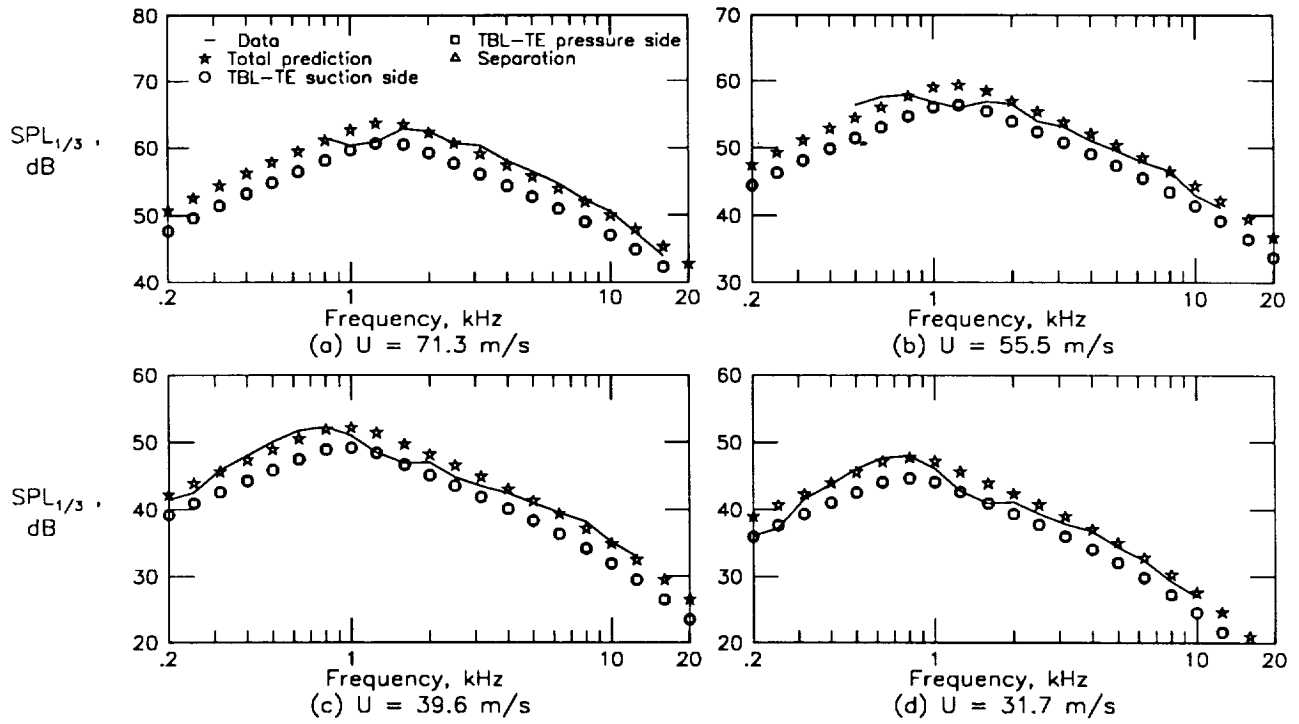 80
70
60
50
40
SPL1/3 ,
dB
— Data
☆ Total prediction
○ TBL-TE suction side
□ TBL-TE pressure side
△ Separation
.2 1 10 20
Frequency, kHz
(a) U = 71.3 m/s
70
60
50
40
30
.2 1 10 20
Frequency, kHz
(b) U = 55.5 m/s
60
50
40
30
20
SPL1/3 ,
dB
.2 1 10 20
Frequency, kHz
(c) U = 39.6 m/s
60
50
40
30
20
.2 1 10 20
Frequency, kHz
(d) U = 31.7 m/s